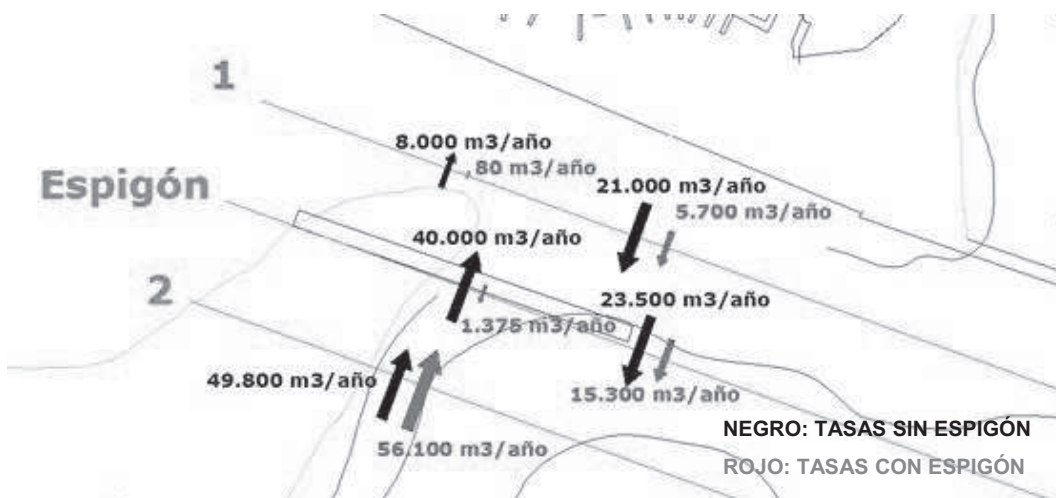 1
8.000 m3/año
80 m3/año
21.000 m3/año
Espigón
5.700 m3/año
40.000 m3/año
2
23.500 m3/año
1.375 m3/año
49.800 m3/año
15.300 m3/año
NEGRO: TASAS SIN ESPIGÓN
56.100 m3/año
ROJO: TASAS CON ESPIGÓN